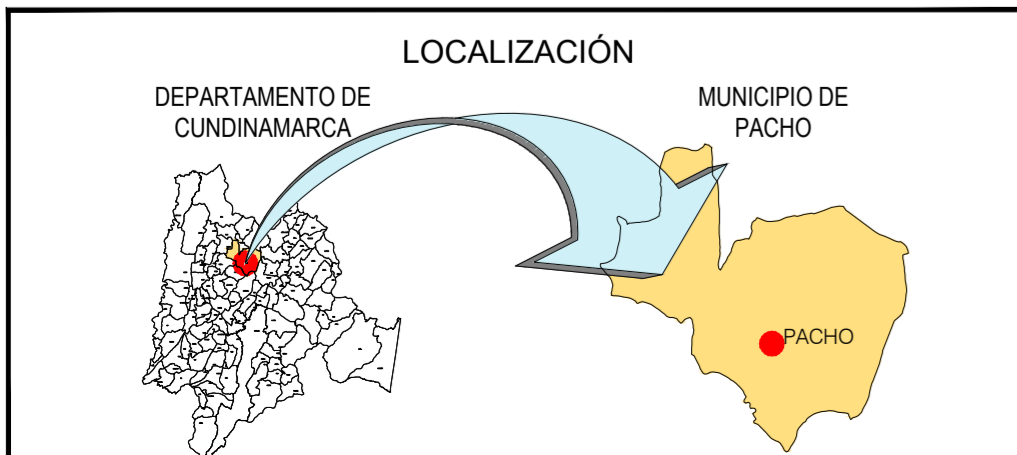 LOCALIZACIÓN
DEPARTAMENTO DE
CUNDINAMARCA
MUNICIPIO DE
PACHO
PACHO